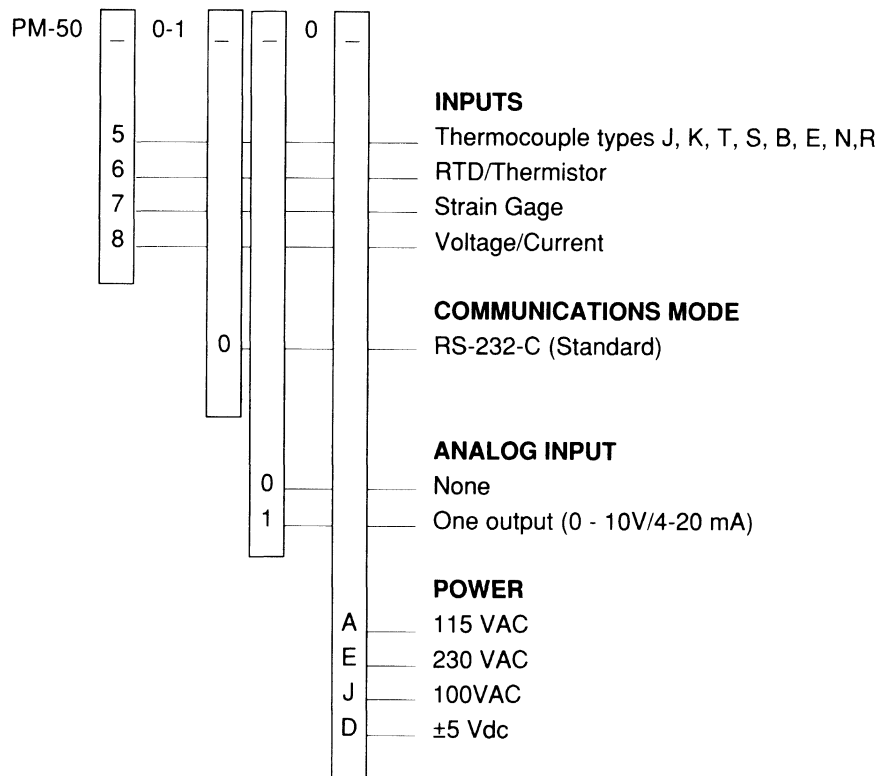 PM-50 _ 0-1 _ _ 0 _
INPUTS
5 Thermocouple types J, K, T, S, B, E, N,R
6 RTD/Thermistor
7 Strain Gage
8 Voltage/Current
COMMUNICATIONS MODE
0 RS-232-C (Standard)
ANALOG INPUT
0 None
1 One output (0 - 10V/4-20 mA)
POWER
A 115 VAC
E 230 VAC
J 100VAC
D ±5 Vdc